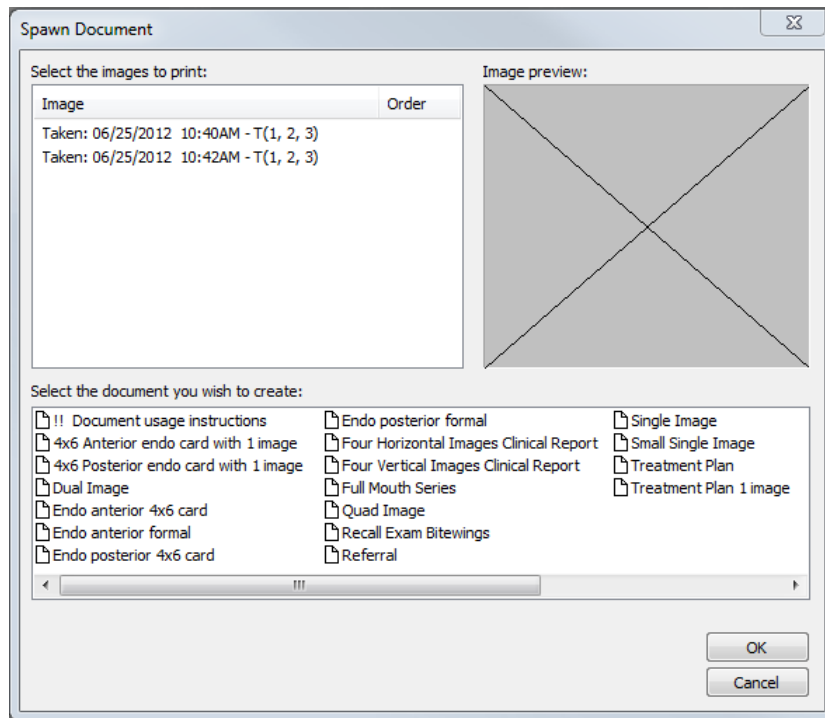 Spawn Document
Select the images to print:
Image preview:
Image Order
Taken: 06/25/2012 10:40AM - T(1, 2, 3)
Taken: 06/25/2012 10:42AM - T(1, 2, 3)
Select the document you wish to create:
!! Document usage instructions
4x6 Anterior endo card with 1 image
4x6 Posterior endo card with 1 image
Dual Image
Endo anterior 4x6 card
Endo anterior formal
Endo posterior 4x6 card
Endo posterior formal
Four Horizontal Images Clinical Report
Four Vertical Images Clinical Report
Full Mouth Series
Quad Image
Recall Exam Bitewings
Referral
Single Image
Small Single Image
Treatment Plan
Treatment Plan 1 image
OK
Cancel